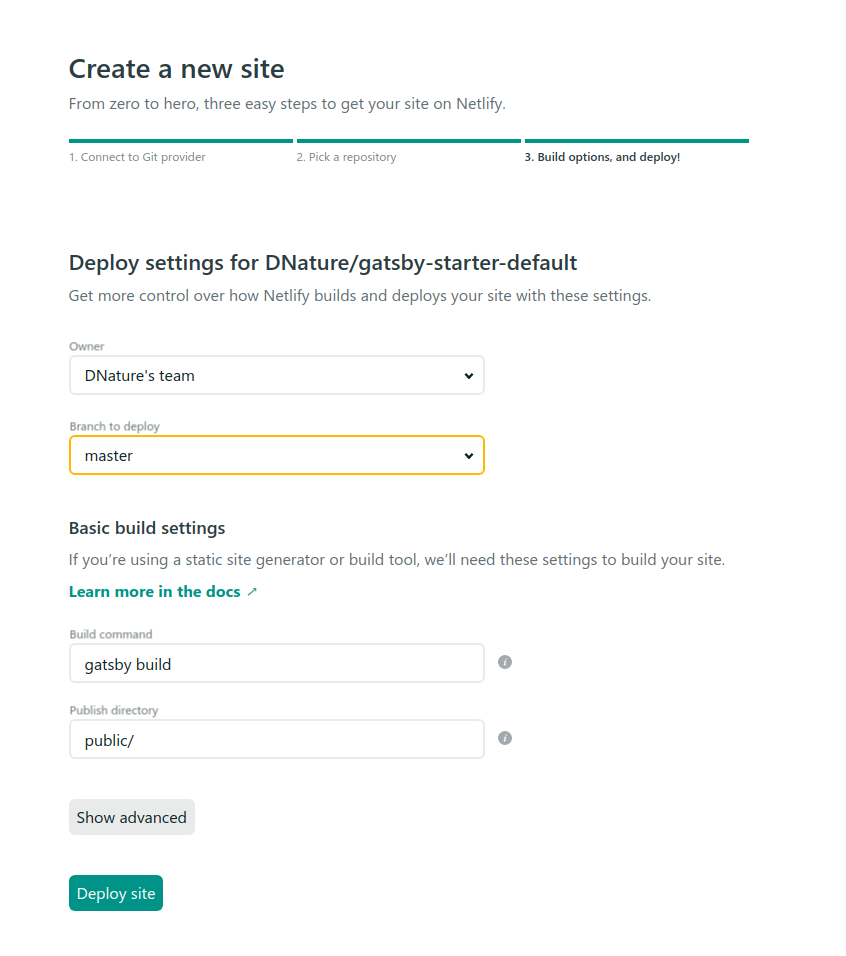 Create a new site
From zero to hero, three easy steps to get your site on Netlify.
1. Connect to Git provider
2. Pick a repository
3. Build options, and deploy!
Deploy settings for DNature/gatsby-starter-default
Get more control over how Netlify builds and deploys your site with these settings.
Owner
DNature's team
Branch to deploy
master
Basic build settings
If you’re using a static site generator or build tool, we’ll need these settings to build your site.
Learn more in the docs ↗
Build command
gatsby build
Publish directory
public/
Show advanced
Deploy site